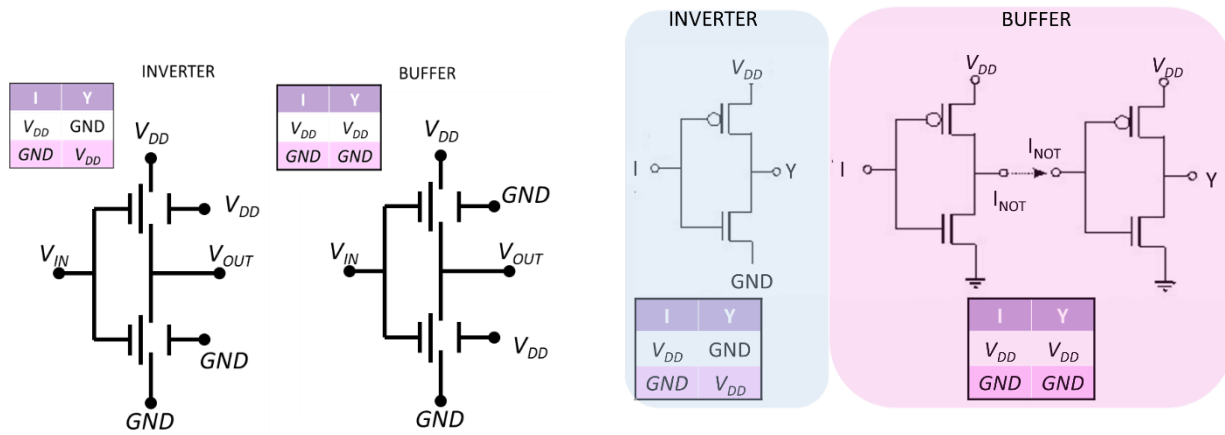 INVERTER
I Y
VDD GND
GND VDD
VDD
VDD
VIN
VOUT
GND
GND
BUFFER
I Y
VDD VDD
GND GND
VDD
GND
VIN
VOUT
VDD
GND
INVERTER
VDD
I
Y
GND
I Y
VDD GND
GND VDD
BUFFER
VDD
VDD
I
INOT
INOT
Y
I Y
VDD VDD
GND GND